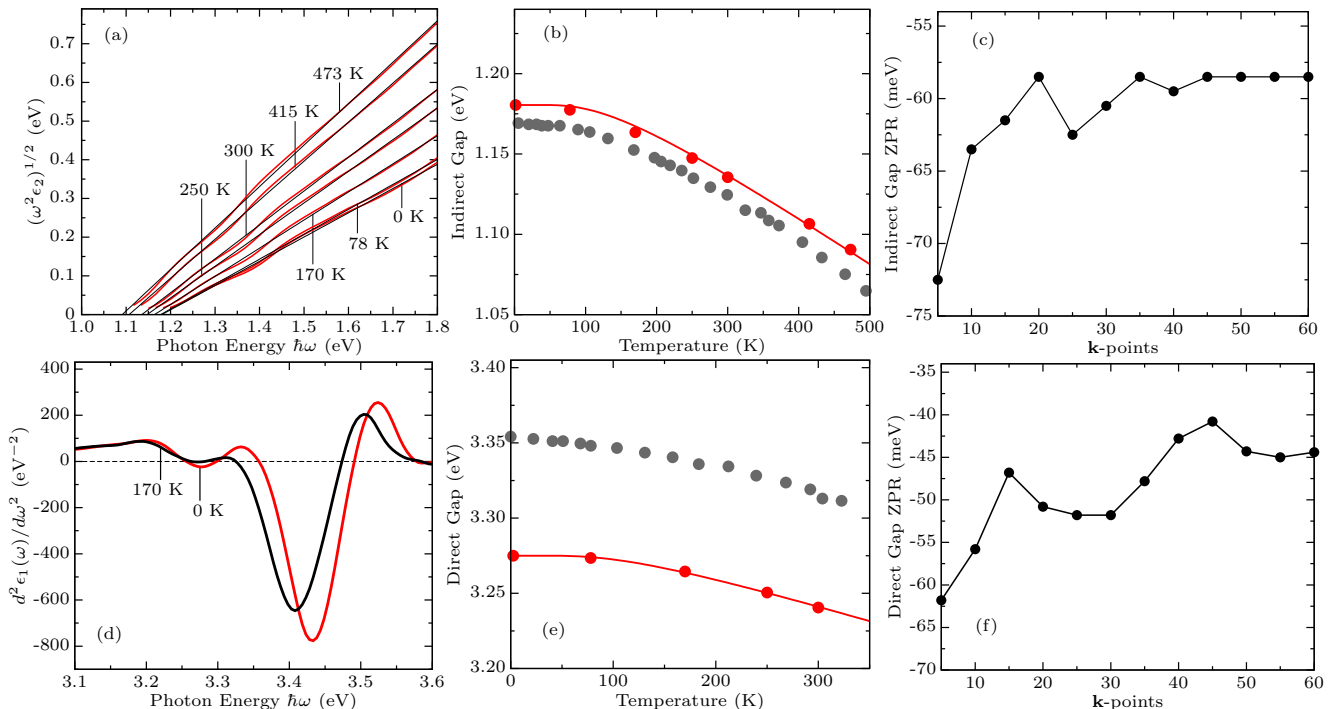 (a)
(ω²ϵ₂)^{1/2} (eV)
0.7
0.6
0.5
0.4
0.3
0.2
0.1
0
473 K
415 K
300 K
250 K
0 K
78 K
170 K
1.0 1.1 1.2 1.3 1.4 1.5 1.6 1.7 1.8
Photon Energy ℏω (eV)
(b)
Indirect Gap (eV)
1.20
1.15
1.10
1.05
0 100 200 300 400 500
Temperature (K)
(c)
Indirect Gap ZPR (meV)
-55
-60
-65
-70
-75
10 20 30 40 50 60
k-points
(d)
d²ϵ₁(ω)/dω² (eV⁻²)
400
200
0
-200
-400
-600
-800
170 K
0 K
3.1 3.2 3.3 3.4 3.5 3.6
Photon Energy ℏω (eV)
(e)
Direct Gap (eV)
3.40
3.35
3.30
3.25
3.20
0 100 200 300
Temperature (K)
(f)
Direct Gap ZPR (meV)
-35
-40
-45
-50
-55
-60
-65
-70
10 20 30 40 50 60
k-points